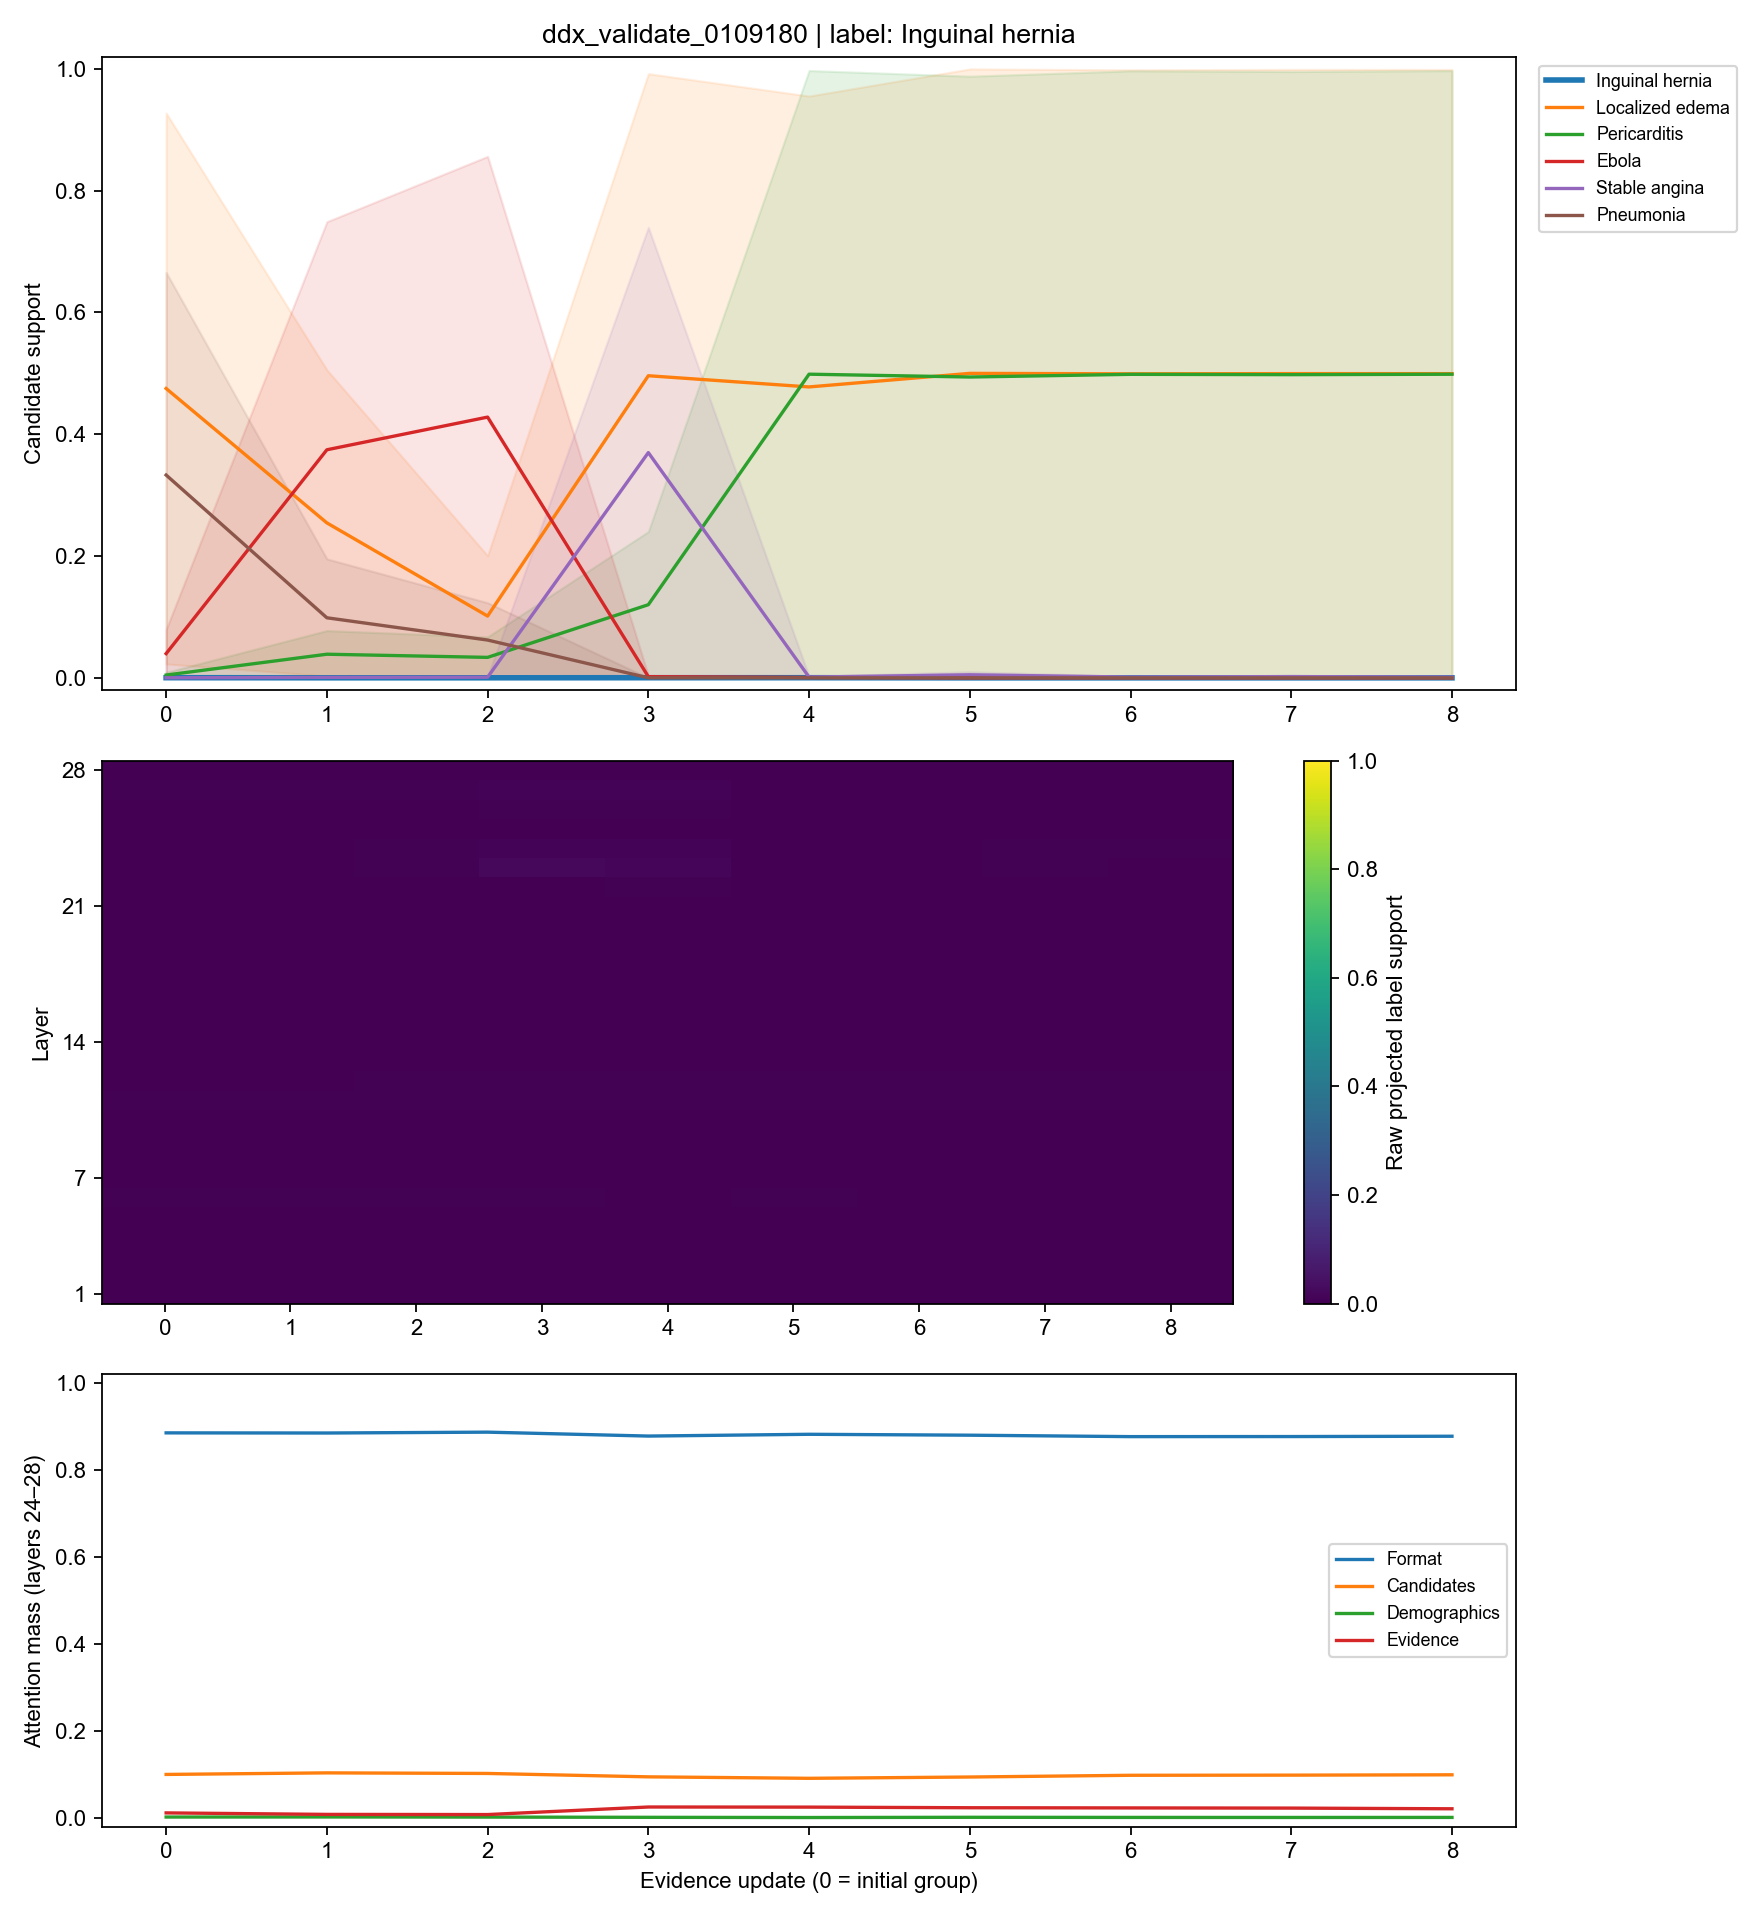 ddx_validate_0109180 | label: Inguinal hernia
Candidate support
1.0
0.8
0.6
0.4
0.2
0.0
0 1 2 3 4 5 6 7 8
Inguinal hernia
Localized edema
Pericarditis
Ebola
Stable angina
Pneumonia
Layer
28
21
14
7
1
0 1 2 3 4 5 6 7 8
1.0
0.8
0.6
0.4
0.2
0.0
Raw projected label support
Attention mass (layers 24–28)
1.0
0.8
0.6
0.4
0.2
0.0
Format
Candidates
Demographics
Evidence
0 1 2 3 4 5 6 7 8
Evidence update (0 = initial group)